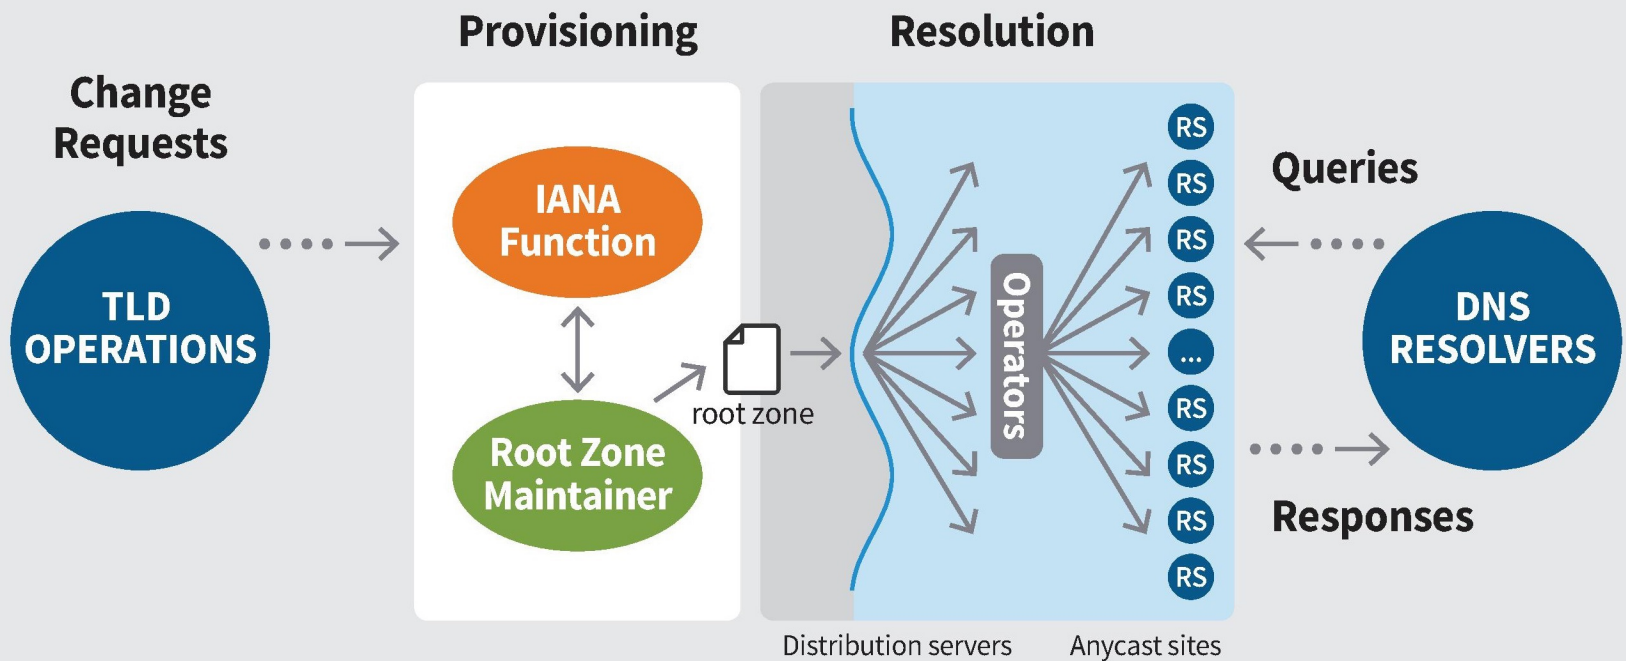 Provisioning
Resolution
Change
Requests
TLD
OPERATIONS
IANA
Function
Root Zone
Maintainer
root zone
Operators
RS
RS
RS
RS
...
RS
RS
RS
RS
Queries
DNS
RESOLVERS
Responses
Distribution servers
Anycast sites